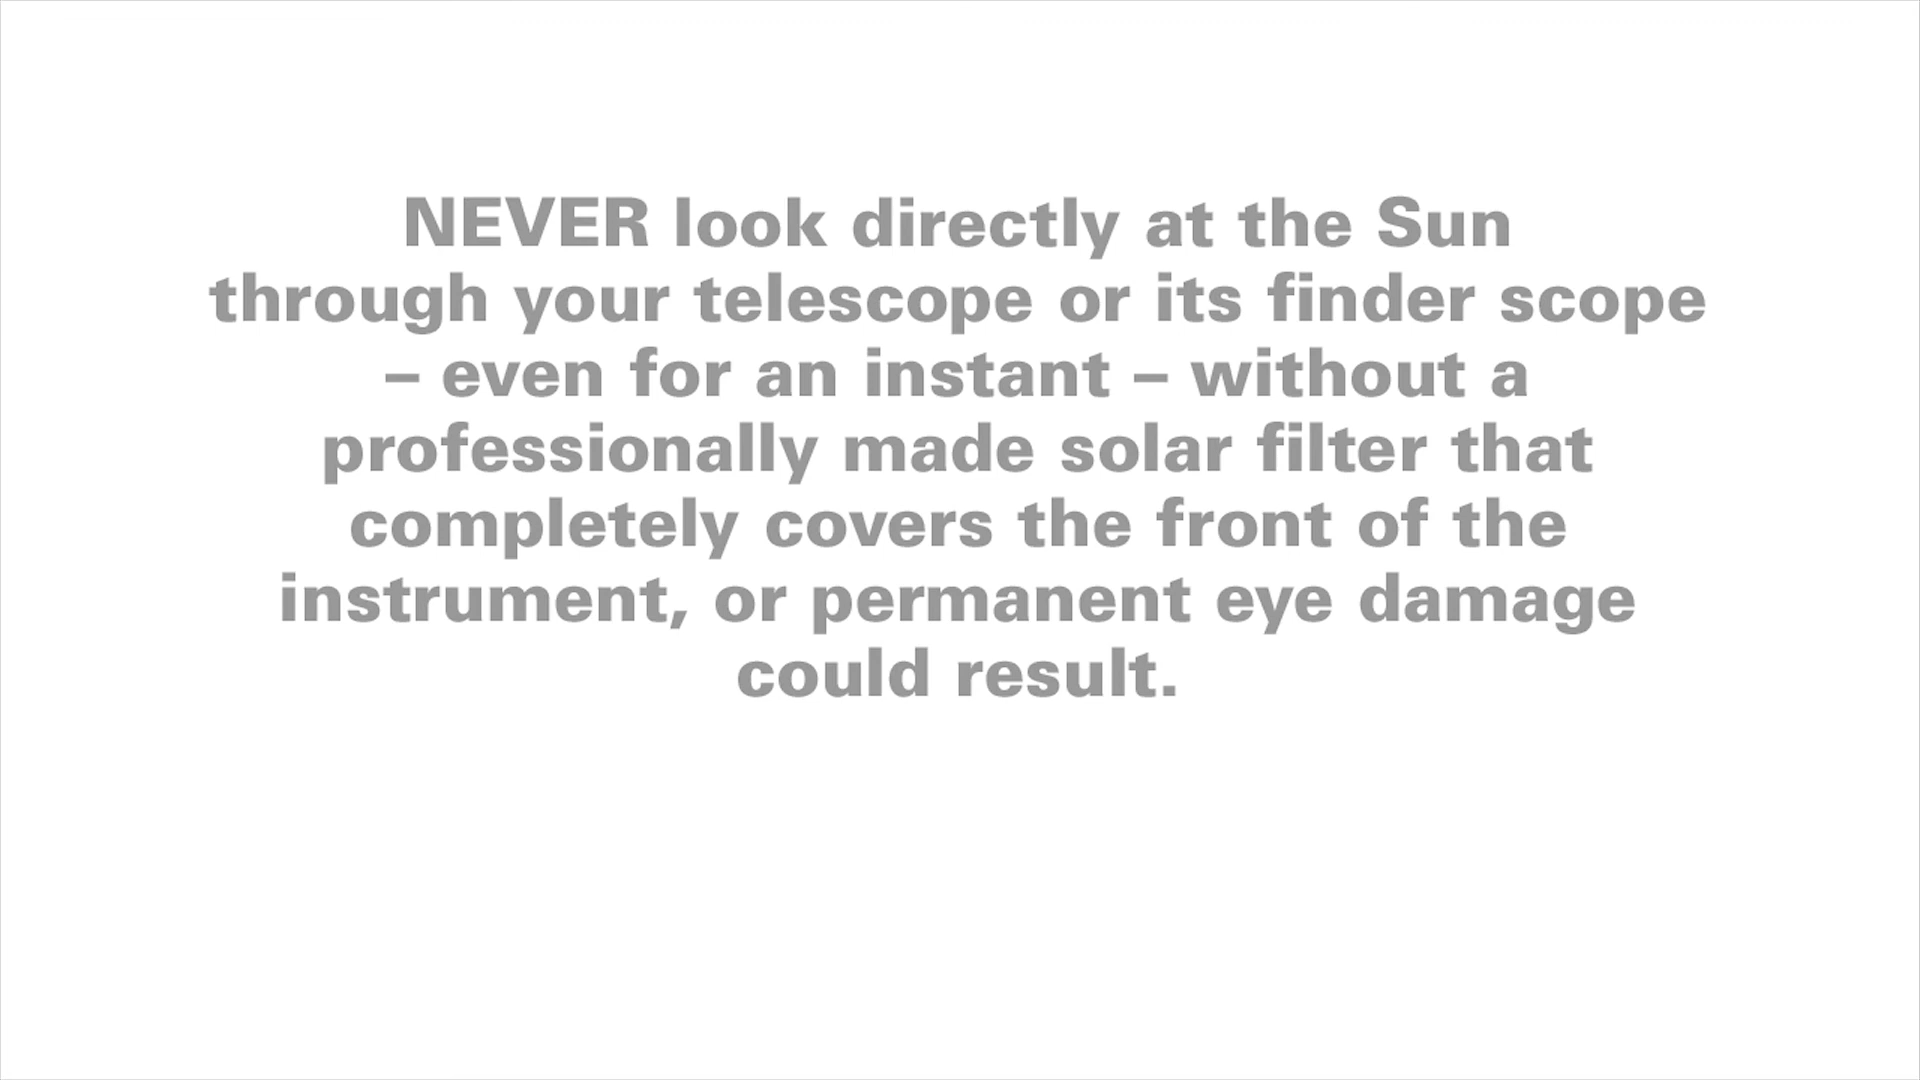 NEVER look directly at the Sun
through your telescope or its finder scope
– even for an instant – without a
professionally made solar filter that
completely covers the front of the
instrument, or permanent eye damage
could result.